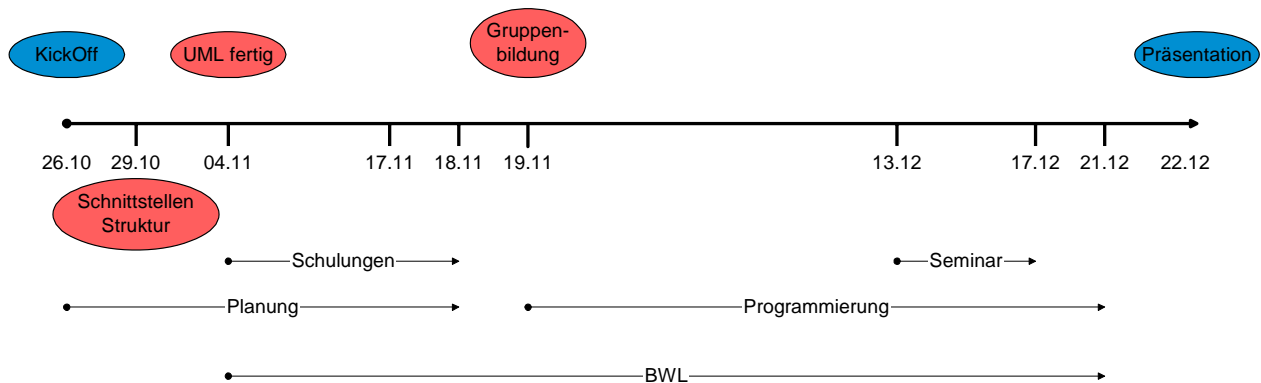 KickOff
UML fertig
Gruppen-
bildung
Präsentation
26.10
29.10
04.11
17.11
18.11
19.11
13.12
17.12
21.12
22.12
Schnittstellen
Struktur
Schulungen
Seminar
Planung
Programmierung
BWL